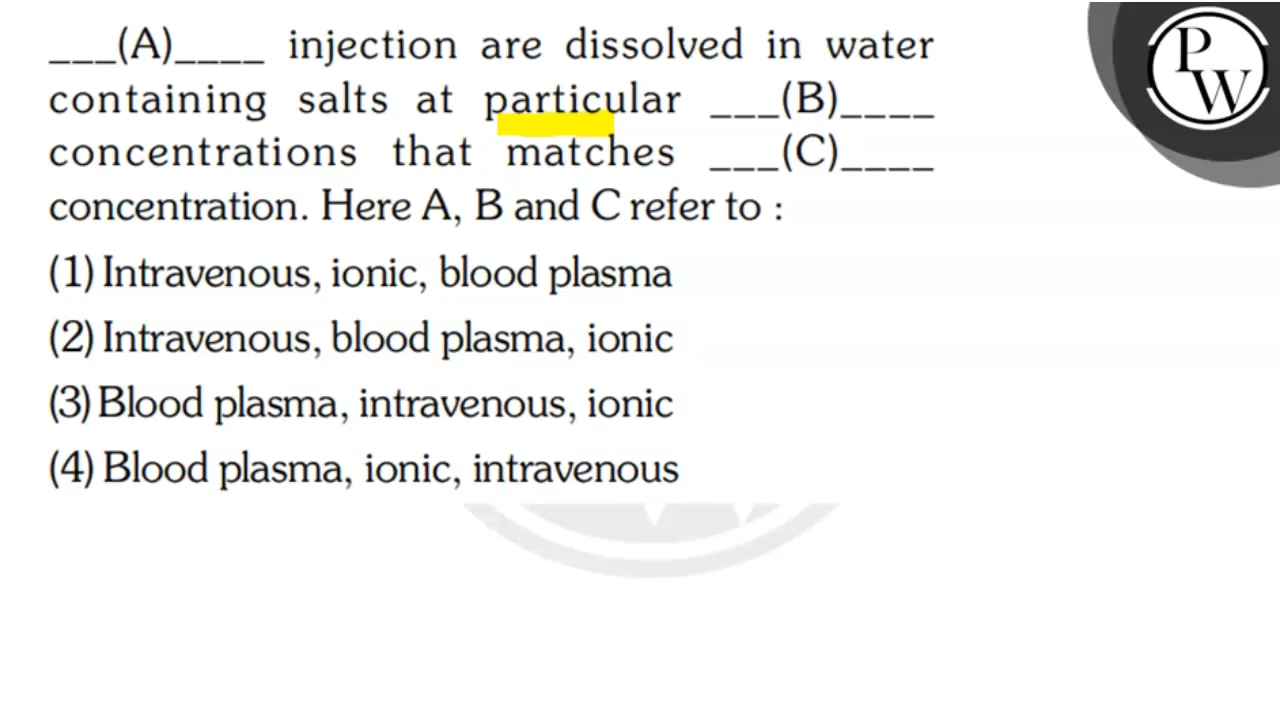 ___(A)____ injection are dissolved in water
containing salts at particular ___(B)____
concentrations that matches ___(C)____
concentration. Here A, B and C refer to :
(1) Intravenous, ionic, blood plasma
(2) Intravenous, blood plasma, ionic
(3) Blood plasma, intravenous, ionic
(4) Blood plasma, ionic, intravenous
P
W